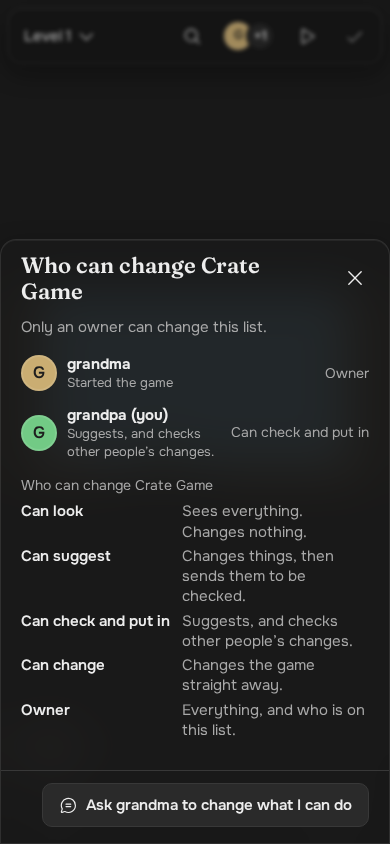 Level 1
G
+1
Who can change Crate
Game
Only an owner can change this list.
G
grandma
Started the game
Owner
G
grandpa (you)
Suggests, and checks
other people's changes.
Can check and put in
Who can change Crate Game
Can look
Sees everything.
Changes nothing.
Can suggest
Changes things, then
sends them to be
checked.
Can check and put in
Suggests, and checks
other people’s changes.
Can change
Changes the game
straight away.
Owner
Everything, and who is on
this list.
Ask grandma to change what I can do